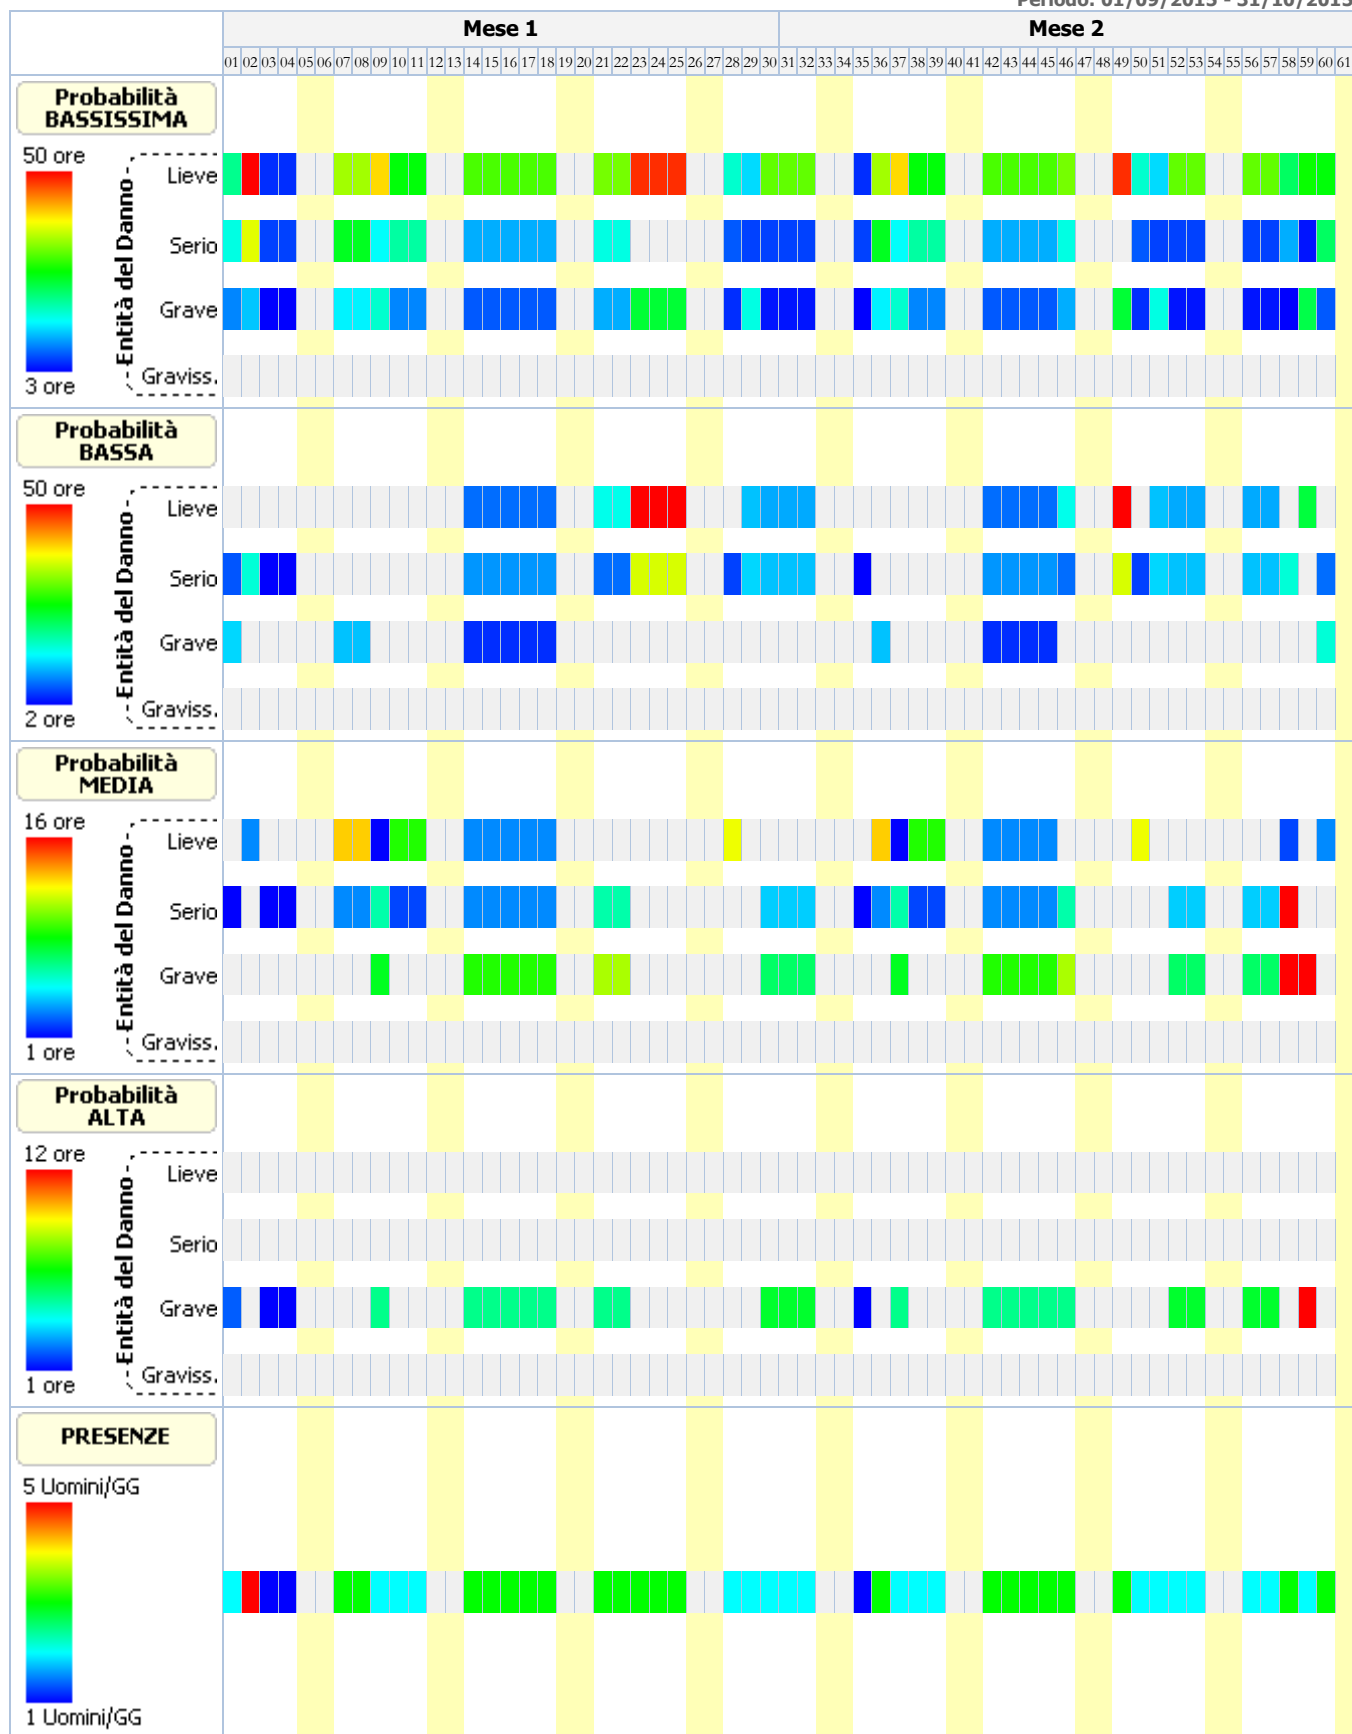 Periodo: 01/09/2015 - 31/10/2015
Mese 1 Mese 2
01 02 03 04 05 06 07 08 09 10 11 12 13 14 15 16 17 18 19 20 21 22 23 24 25 26 27 28 29 30 31 32 33 34 35 36 37 38 39 40 41 42 43 44 45 46 47 48 49 50 51 52 53 54 55 56 57 58 59 60 61
Probabilità
BASSISSIMA
50 ore
Entità del Danno
Lieve
Serio
Grave
Graviss.
3 ore
Probabilità
BASSA
50 ore
Entità del Danno
Lieve
Serio
Grave
Graviss.
2 ore
Probabilità
MEDIA
16 ore
Entità del Danno
Lieve
Serio
Grave
Graviss.
1 ore
Probabilità
ALTA
12 ore
Entità del Danno
Lieve
Serio
Grave
Graviss.
1 ore
PRESENZE
5 Uomini/GG
1 Uomini/GG